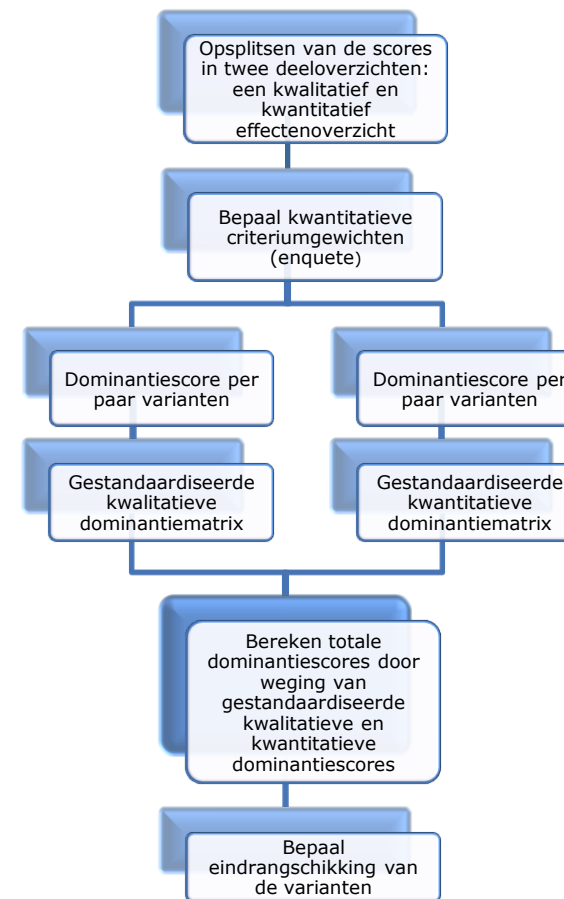 Opsplitsen van de scores
in twee deeloverzichten:
een kwalitatief en
kwantitatief
effectenoverzicht
Bepaal kwantitatieve
criteriumgewichten
(enquete)
Dominantiescore per
paar varianten
Dominantiescore per
paar varianten
Gestandaardiseerde
kwalitatieve
dominantiematrix
Gestandaardiseerde
kwantitatieve
dominantiematrix
Bereken totale
dominantiescores door
weging van
gestandaardiseerde
kwalitatieve en
kwantitatieve
dominantiescores
Bepaal
eindrangschikking van
de varianten